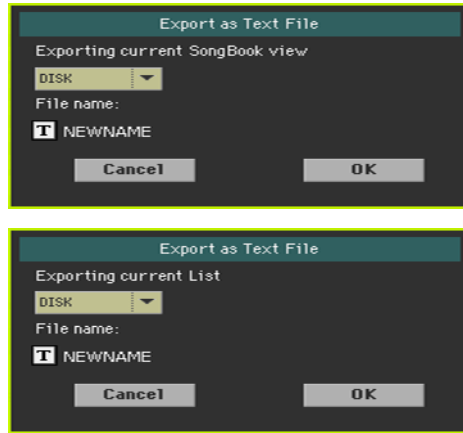 Export as Text File
Exporting current SongBook view
DISK
File name:
T NEWNAME
Cancel OK
Export as Text File
Exporting current List
DISK
File name:
T NEWNAME
Cancel OK